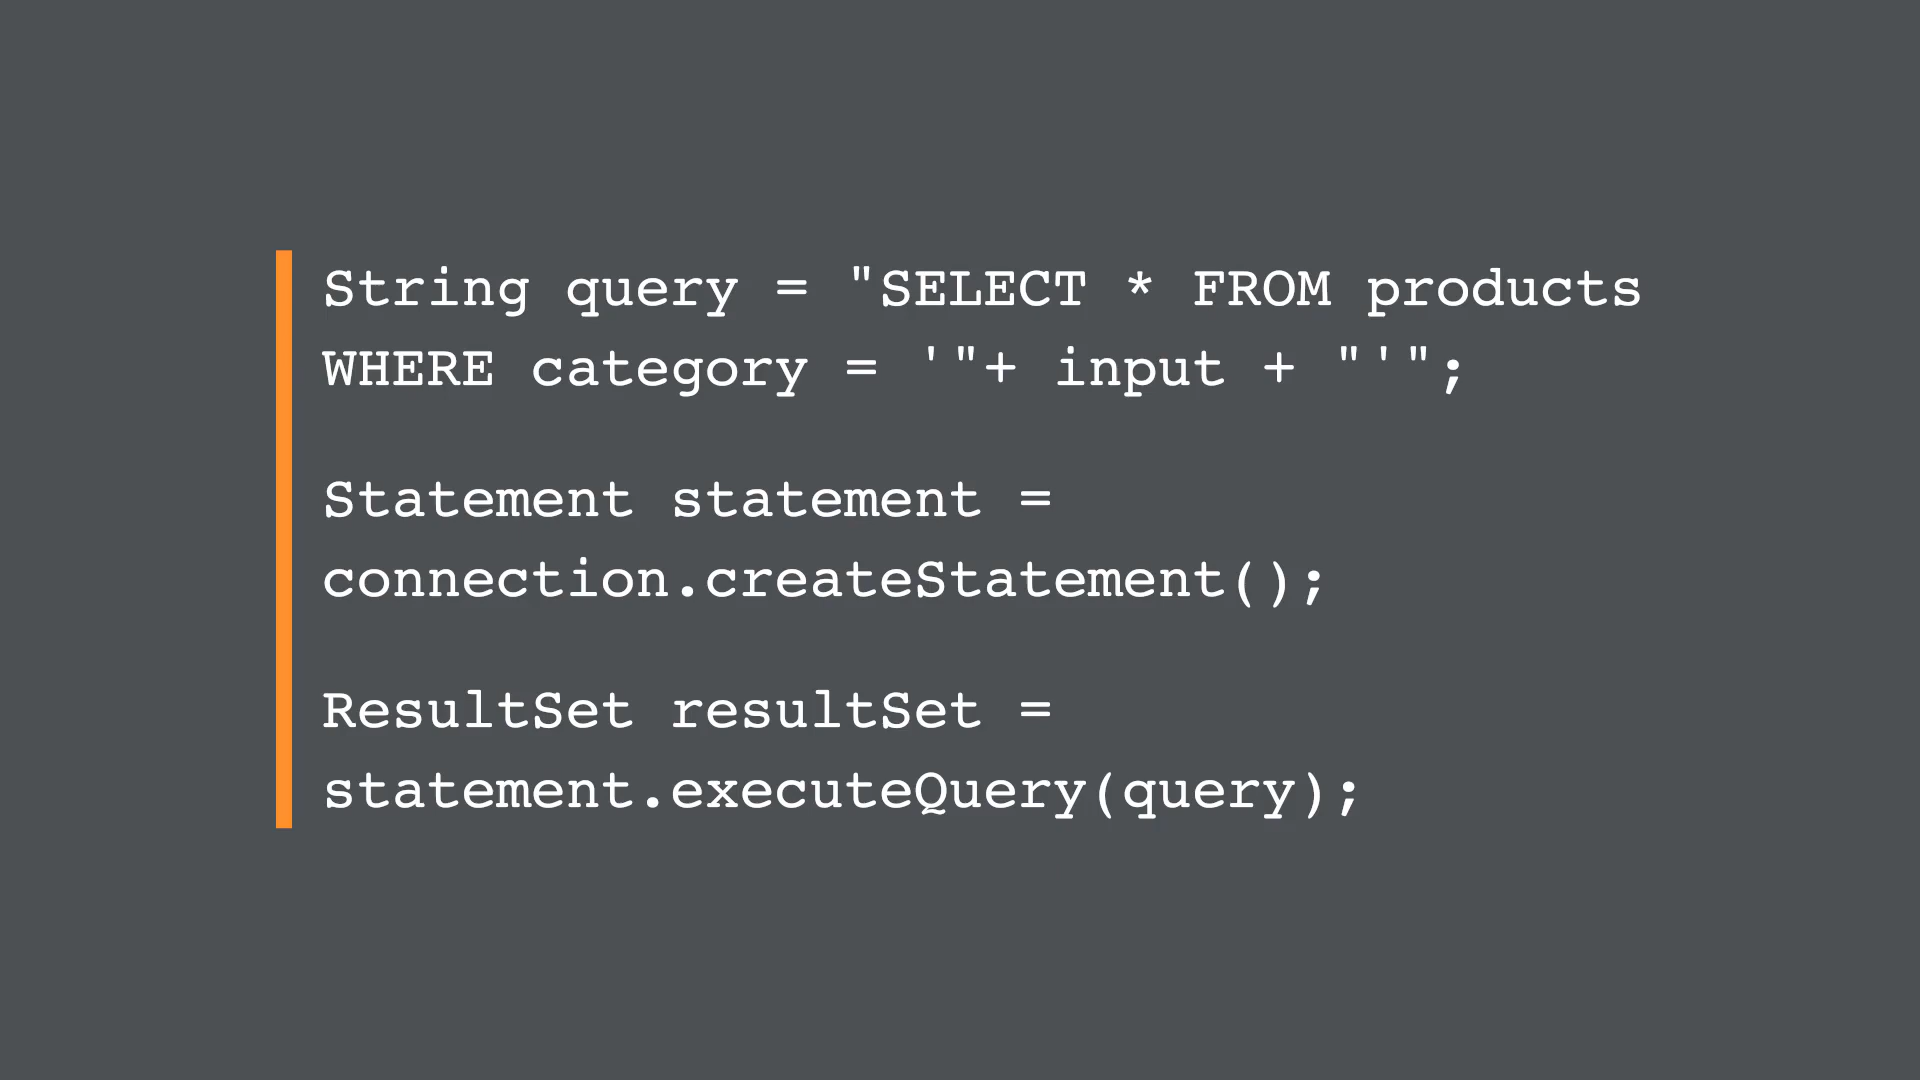 String query = "SELECT * FROM products
WHERE category = '"+ input + "'";
Statement statement =
connection.createStatement();
ResultSet resultSet =
statement.executeQuery(query);